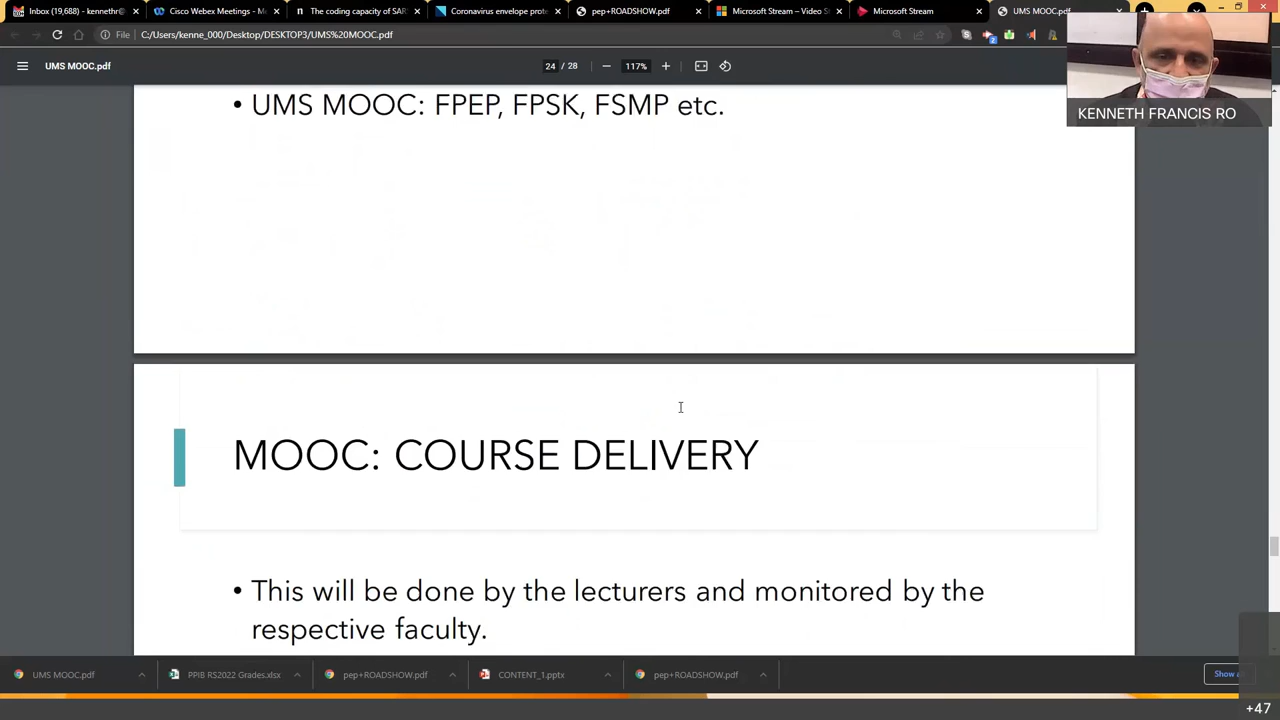 Inbox (19,688) - kennethr@
Cisco Webex Meetings - M
The coding capacity of SAR
Coronavirus envelope prote
pep+ROADSHOW.pdf
Microsoft Stream – Video S
Microsoft Stream
UMS MOOC.pdf
File C:/Users/kenne_000/Desktop/DESKTOP3/UMS%20MOOC.pdf
UMS MOOC.pdf
24 / 28
117%
KENNETH FRANCIS RO
• UMS MOOC: FPEP, FPSK, FSMP etc.
MOOC: COURSE DELIVERY
• This will be done by the lecturers and monitored by the
respective faculty.
UMS MOOC.pdf
PPIB RS2022 Grades.xlsx
pep+ROADSHOW.pdf
CONTENT_1.pptx
pep+ROADSHOW.pdf
Show
+47